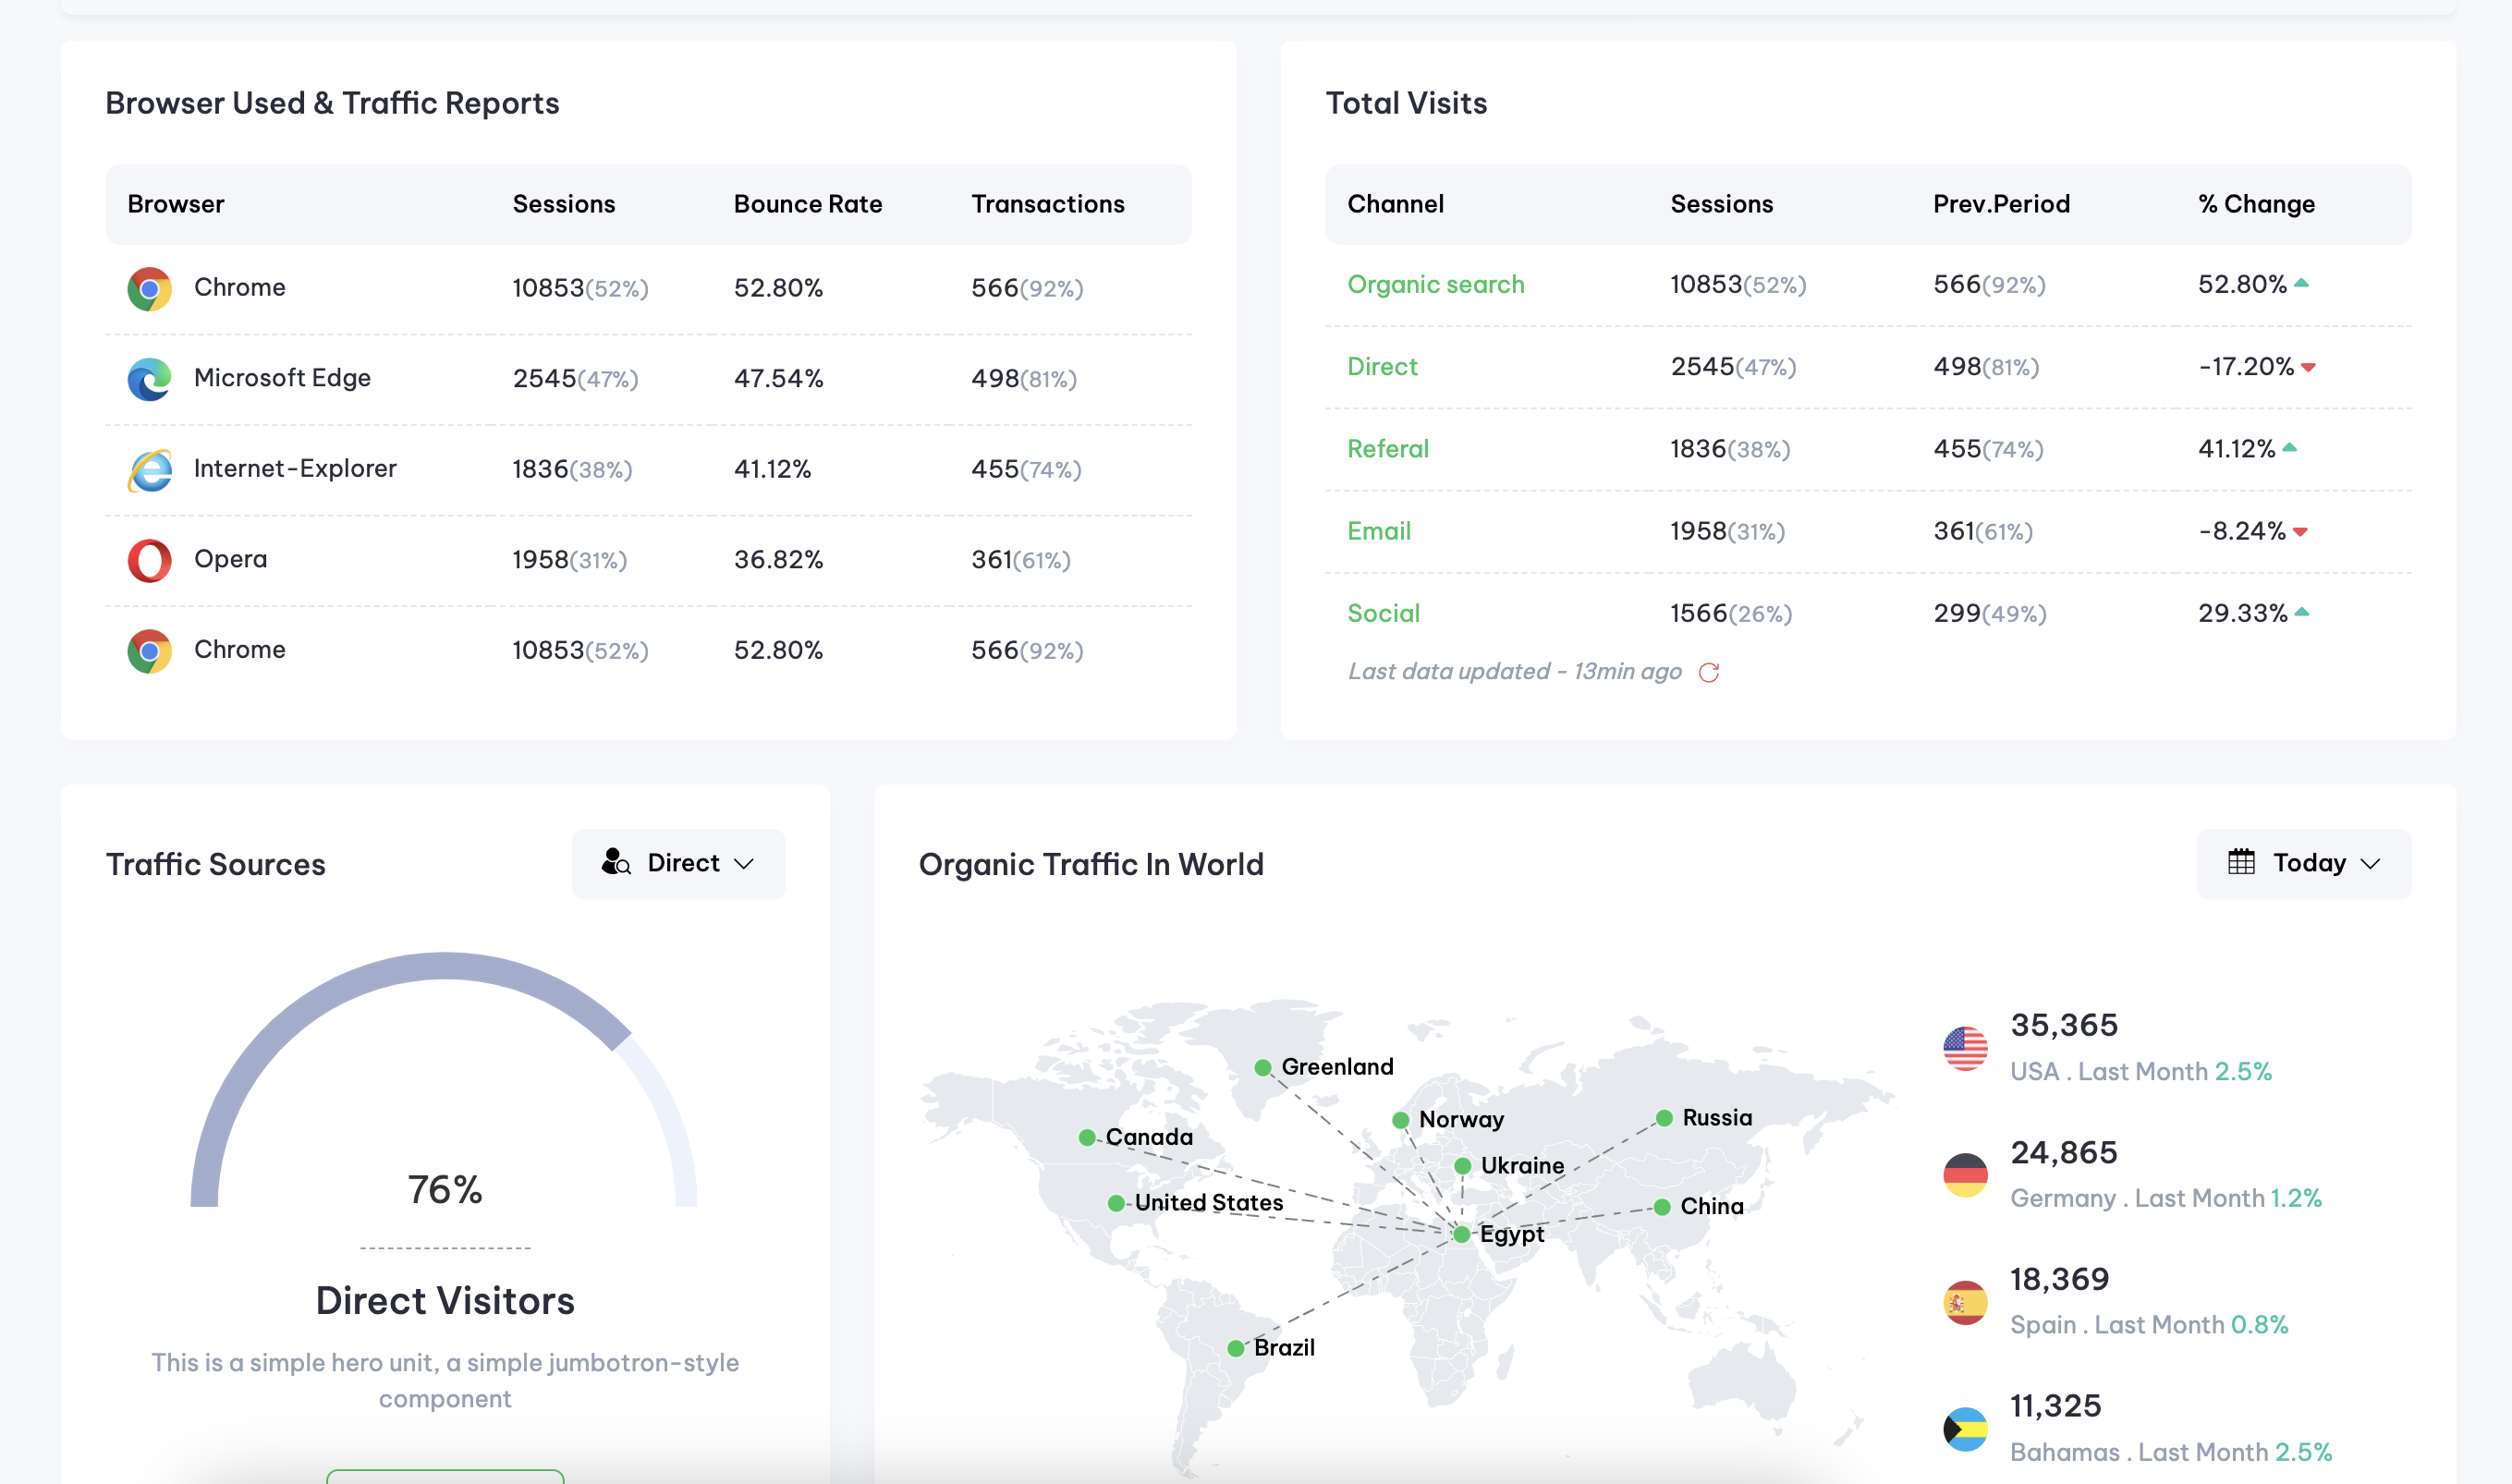 Browser Used & Traffic Reports
Browser Sessions Bounce Rate Transactions
Chrome 10853(52%) 52.80% 566(92%)
Microsoft Edge 2545(47%) 47.54% 498(81%)
Internet-Explorer 1836(38%) 41.12% 455(74%)
Opera 1958(31%) 36.82% 361(61%)
Chrome 10853(52%) 52.80% 566(92%)
Total Visits
Channel Sessions Prev.Period % Change
Organic search 10853(52%) 566(92%) 52.80%
Direct 2545(47%) 498(81%) -17.20%
Referal 1836(38%) 455(74%) 41.12%
Email 1958(31%) 361(61%) -8.24%
Social 1566(26%) 299(49%) 29.33%
Last data updated - 13min ago
Traffic Sources
Direct
76%
Direct Visitors
This is a simple hero unit, a simple jumbotron-style
component
Organic Traffic In World
Today
Greenland
Norway
Russia
Canada
Ukraine
United States
China
Egypt
Brazil
35,365
USA . Last Month 2.5%
24,865
Germany . Last Month 1.2%
18,369
Spain . Last Month 0.8%
11,325
Bahamas . Last Month 2.5%